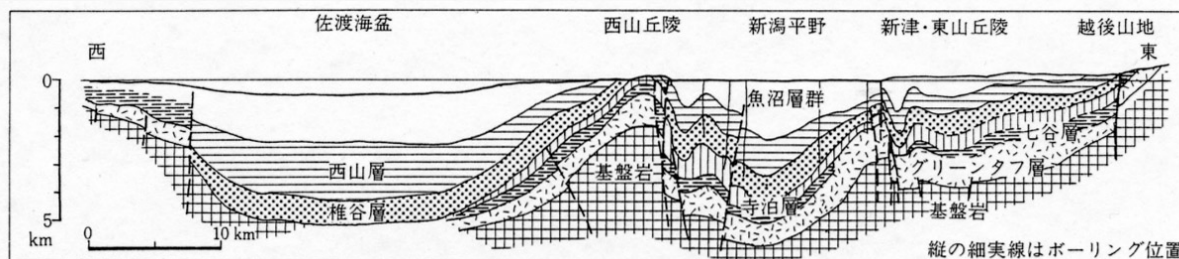 佐渡海盆 西山丘陵 新潟平野 新津・東山丘陵 越後山地
西 東
0
魚沼層群
七谷層
西山層 基盤岩 グリーンタフ層
椎谷層 寺泊層 基盤岩
5
km
0 10 km
縦の細実線はボーリング位置